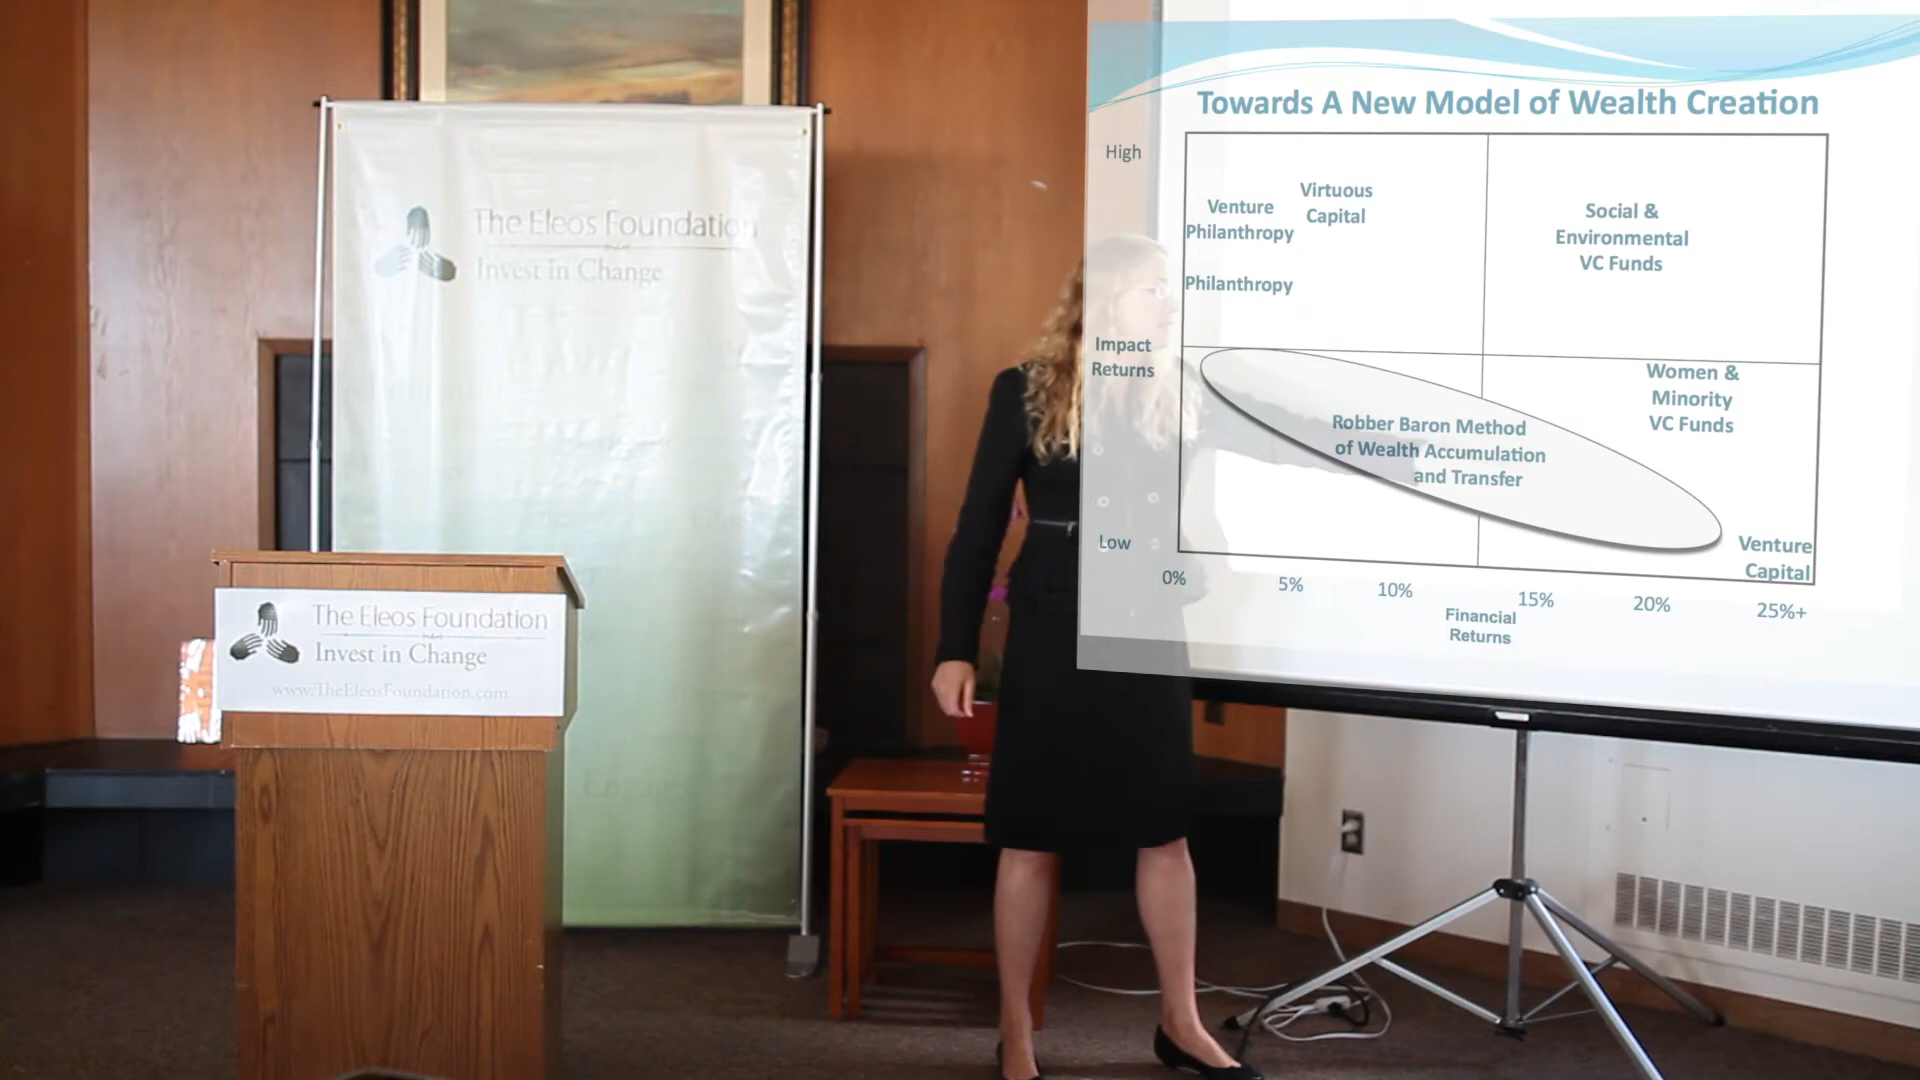 The Eleos Foundation
Invest in Change
The Eleos Foundation
Invest in Change
www.TheEleosFoundation.com
Towards A New Model of Wealth Creation
High
Impact
Returns
Low
Venture
Philanthropy
Virtuous
Capital
Philanthropy
Social &
Environmental
VC Funds
Women &
Minority
VC Funds
Robber Baron Method
of Wealth Accumulation
and Transfer
Venture
Capital
0%
5%
10%
15%
20%
25%+
Financial
Returns